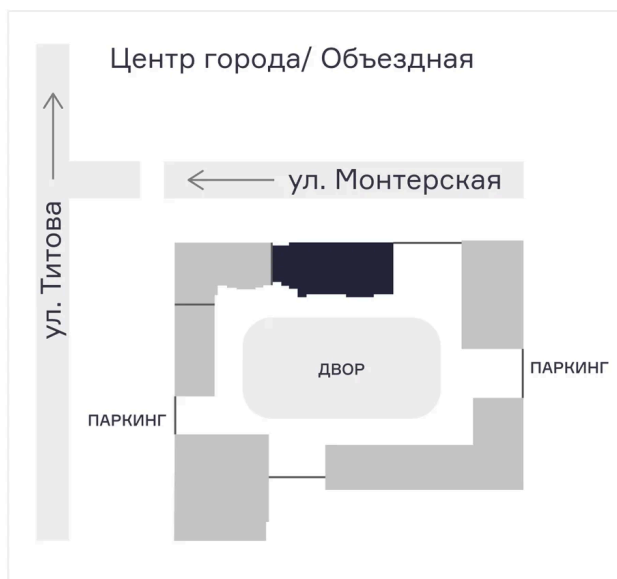 Центр города/ Объездная
ул. Монтерская
ул. Титова
ДВОР
ПАРКИНГ
ПАРКИНГ